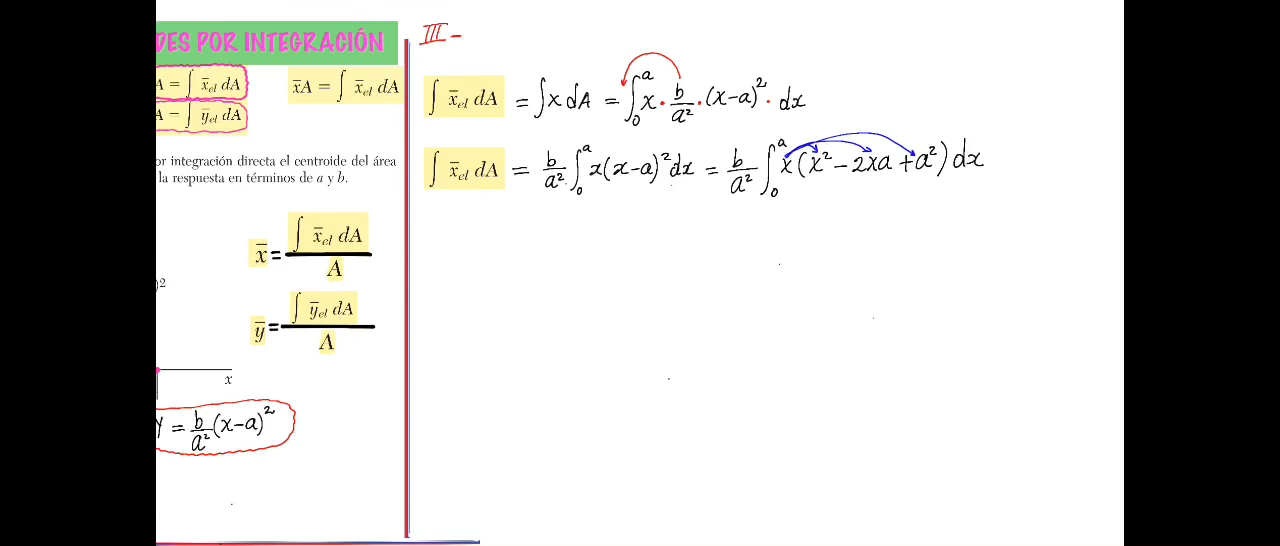 DES POR INTEGRACIÓN
A = ∫ x̄el dA
x̄A = ∫ x̄el dA
A = ∫ ȳel dA
or integración directa el centroide del área
la respuesta en términos de a y b.
x̄ = ∫ x̄el dA / A
)²
ȳ = ∫ ȳel dA / A
x
y = b/a² (x-a)²
III-
∫ x̄el dA = ∫ x dA = ∫₀ᵃ x · b/a² · (x-a)² · dx
∫ x̄el dA = b/a² ∫₀ᵃ x(x-a)² dx = b/a² ∫₀ᵃ x(x² - 2xa + a²) dx